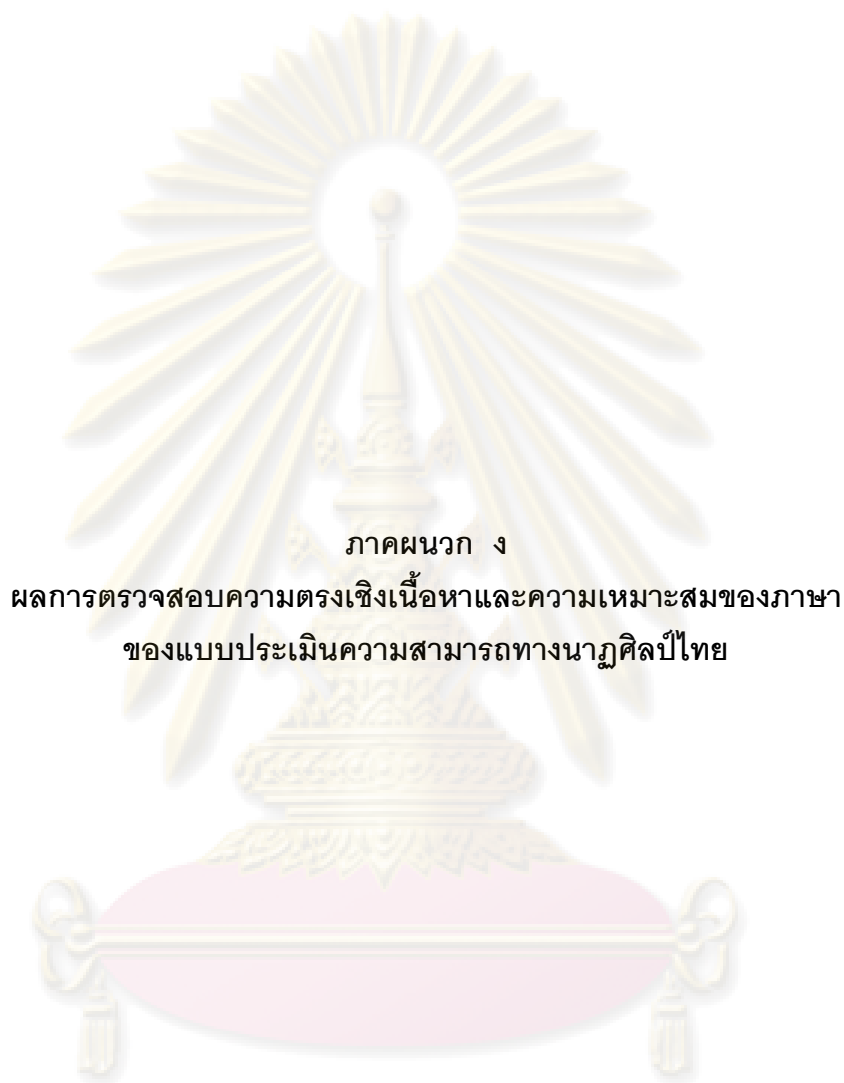 ภาคผนวก ง
ผลการตรวจสอบความตรงเชิงเนื้อหาและความเหมาะสมของภาษา
ของแบบประเมินความสามารถทางนาฏศิลป์ไทย